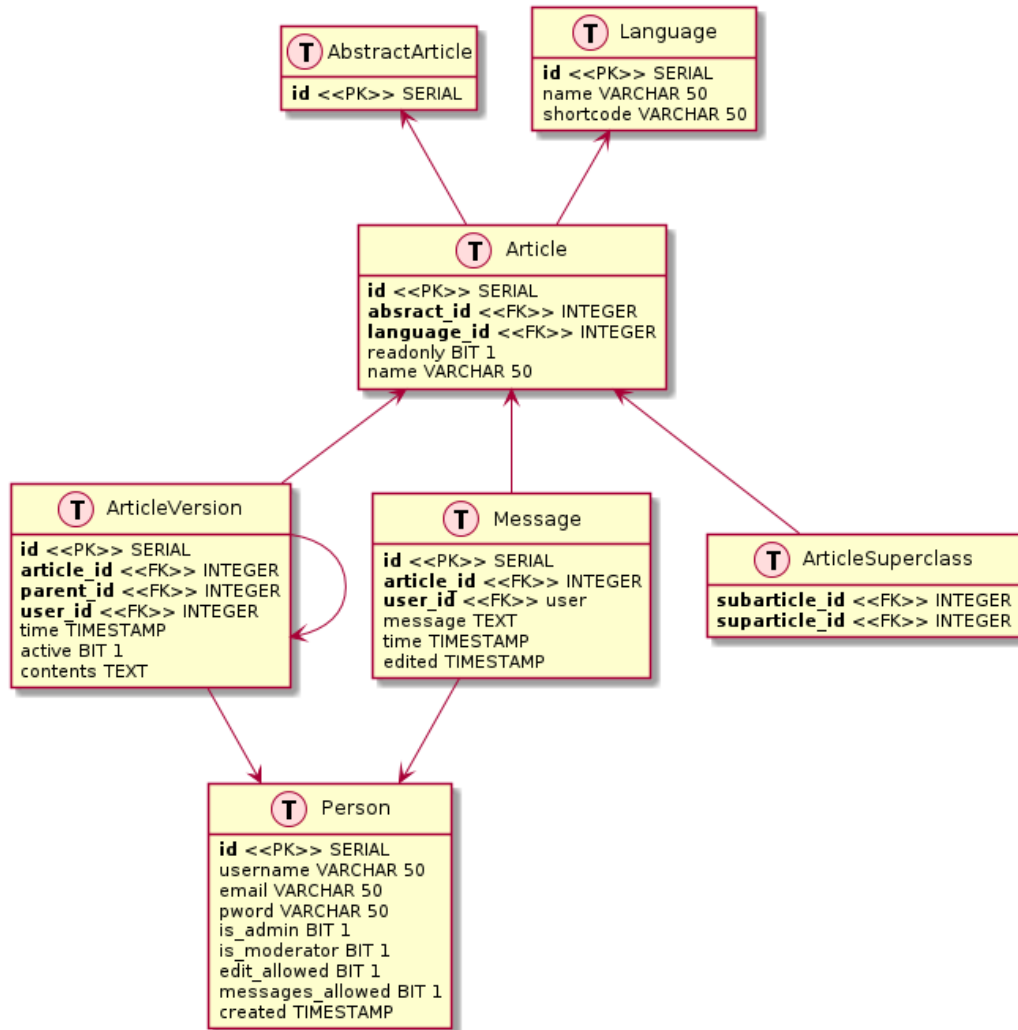 T AbstractArticle
id <<PK>> SERIAL
T Language
id <<PK>> SERIAL
name VARCHAR 50
shortcode VARCHAR 50
T Article
id <<PK>> SERIAL
absract_id <<FK>> INTEGER
language_id <<FK>> INTEGER
readonly BIT 1
name VARCHAR 50
T ArticleVersion
id <<PK>> SERIAL
article_id <<FK>> INTEGER
parent_id <<FK>> INTEGER
user_id <<FK>> INTEGER
time TIMESTAMP
active BIT 1
contents TEXT
T Message
id <<PK>> SERIAL
article_id <<FK>> INTEGER
user_id <<FK>> user
message TEXT
time TIMESTAMP
edited TIMESTAMP
T ArticleSuperclass
subarticle_id <<FK>> INTEGER
suparticle_id <<FK>> INTEGER
T Person
id <<PK>> SERIAL
username VARCHAR 50
email VARCHAR 50
pword VARCHAR 50
is_admin BIT 1
is_moderator BIT 1
edit_allowed BIT 1
messages_allowed BIT 1
created TIMESTAMP